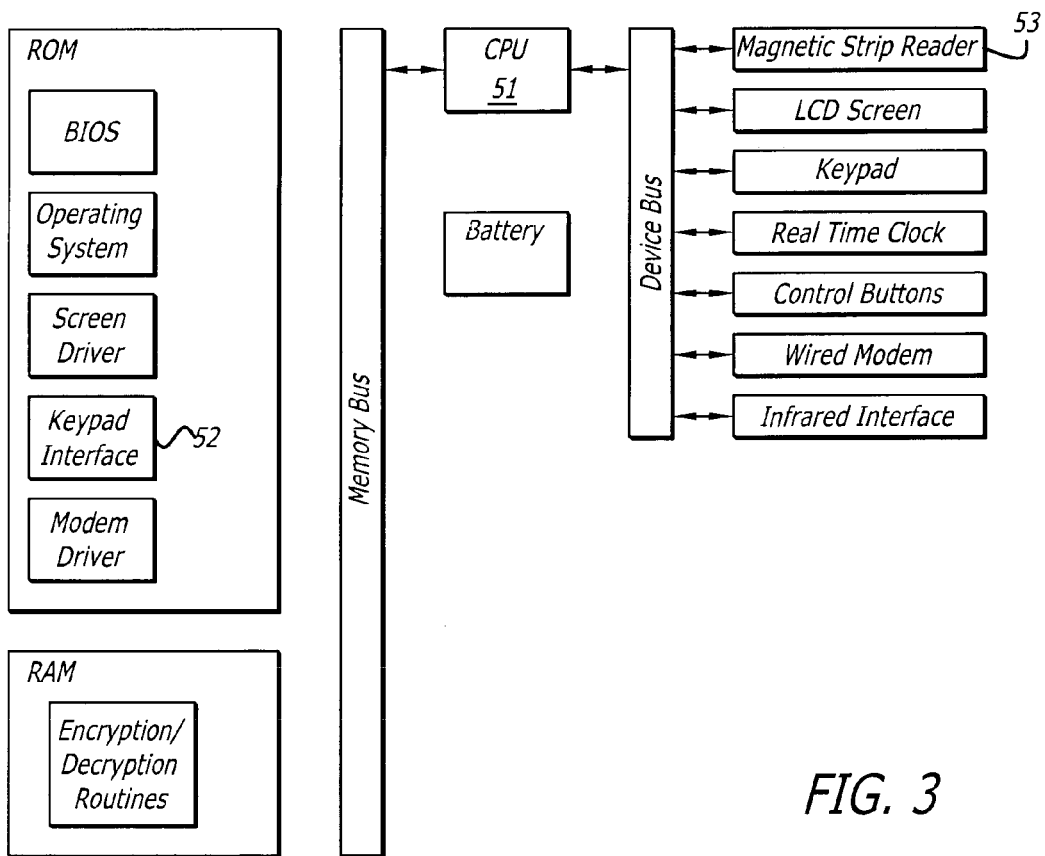 ROM
BIOS
Operating
System
Screen
Driver
Keypad
Interface
52
Modem
Driver
RAM
Encryption/
Decryption
Routines
Memory Bus
CPU
51
Battery
Device Bus
Magnetic Strip Reader
53
LCD Screen
Keypad
Real Time Clock
Control Buttons
Wired Modem
Infrared Interface
FIG. 3